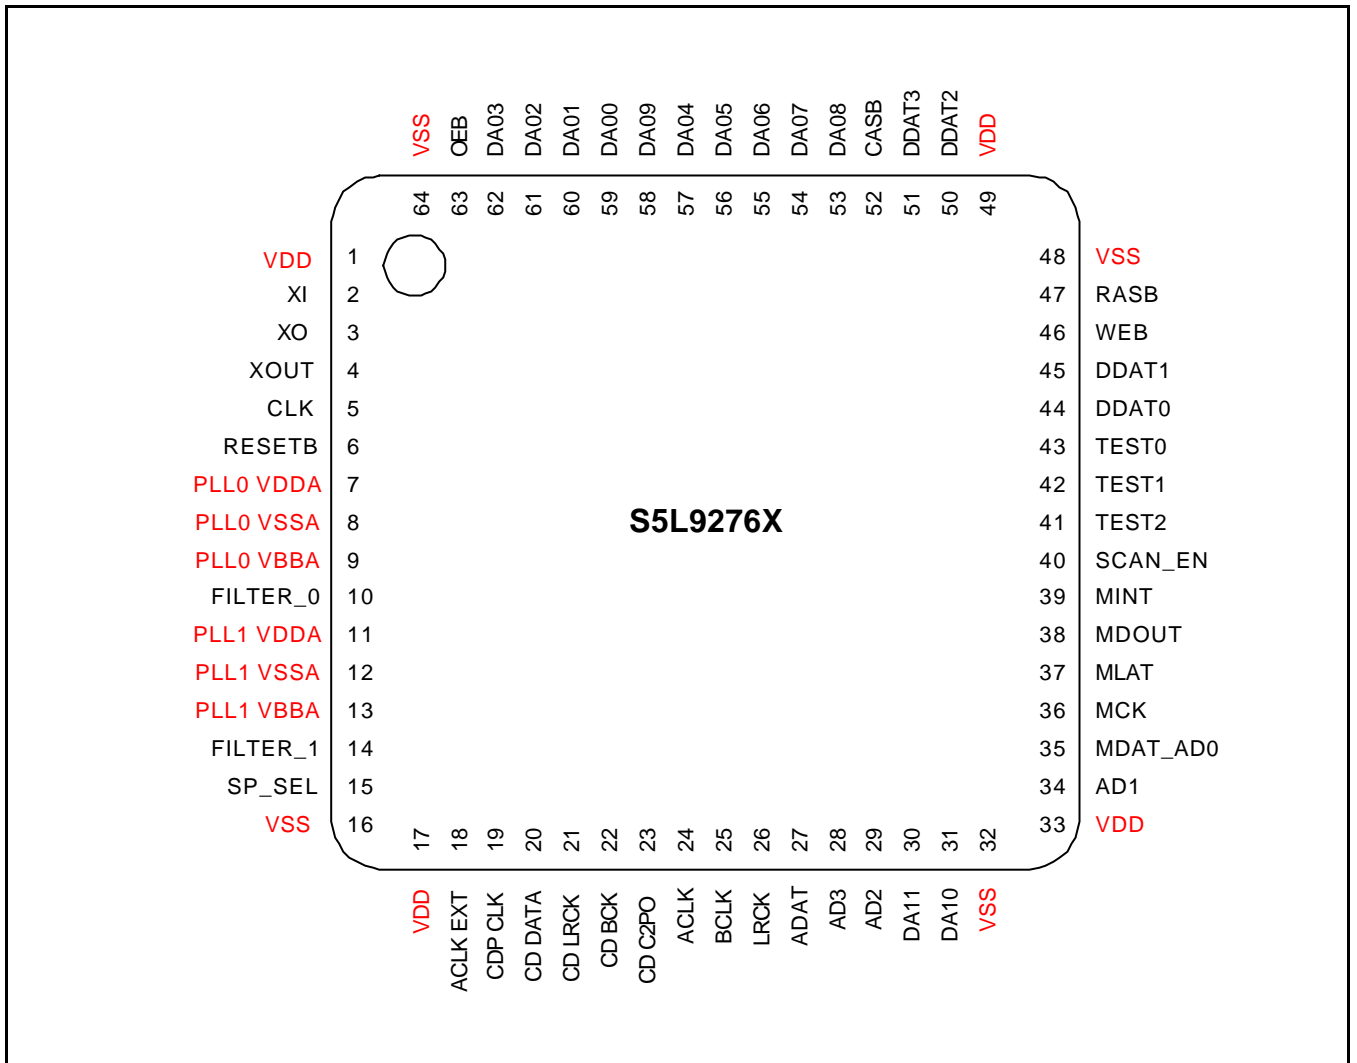 VSS OEB DA03 DA02 DA01 DA00 DA09 DA04 DA05 DA06 DA07 DA08 CASB DDAT3 DDAT2 VDD
64 63 62 61 60 59 58 57 56 55 54 53 52 51 50 49
VDD 1 48 VSS
XI 2 47 RASB
XO 3 46 WEB
XOUT 4 45 DDAT1
CLK 5 44 DDAT0
RESETB 6 43 TEST0
PLL0 VDDA 7 42 TEST1
PLL0 VSSA 8 S5L9276X 41 TEST2
PLL0 VBBA 9 40 SCAN_EN
FILTER_0 10 39 MINT
PLL1 VDDA 11 38 MDOUT
PLL1 VSSA 12 37 MLAT
PLL1 VBBA 13 36 MCK
FILTER_1 14 35 MDAT_AD0
SP_SEL 15 34 AD1
VSS 16 33 VDD
17 18 19 20 21 22 23 24 25 26 27 28 29 30 31 32
VDD ACLK EXT CDP CLK CD DATA CD LRCK CD BCK CD C2PO ACLK BCLK LRCK ADAT AD3 AD2 DA11 DA10 VSS